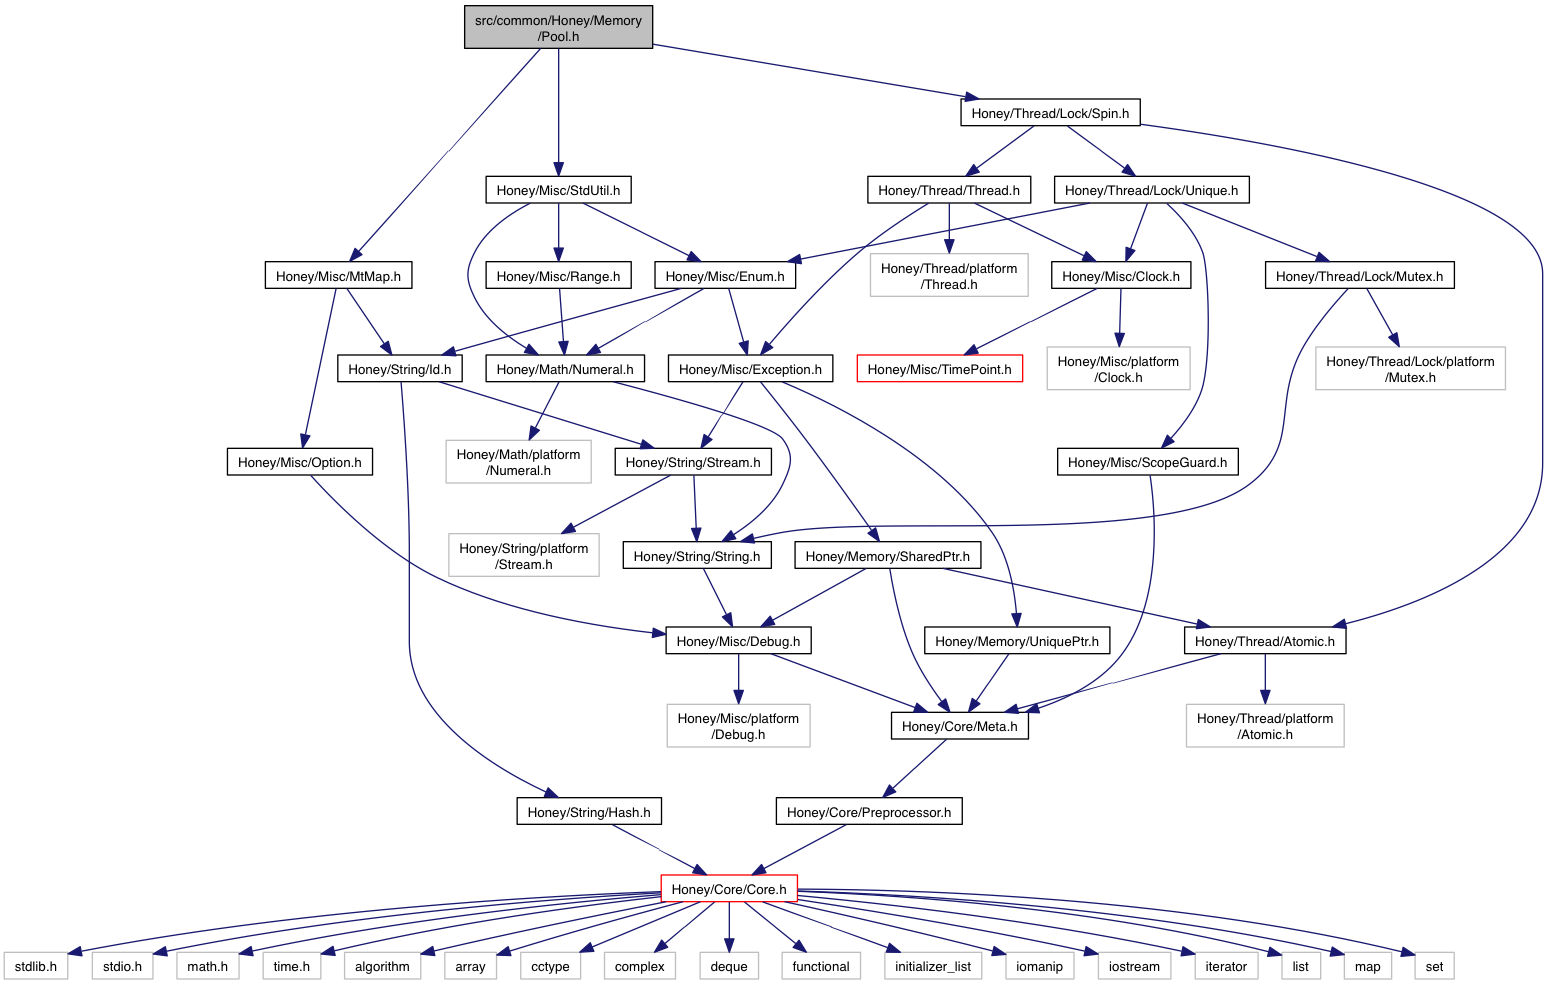 src/common/Honey/Memory
/Pool.h
Honey/Thread/Lock/Spin.h
Honey/Misc/StdUtil.h
Honey/Thread/Thread.h
Honey/Thread/Lock/Unique.h
Honey/Misc/MtMap.h
Honey/Misc/Range.h
Honey/Misc/Enum.h
Honey/Thread/platform
/Thread.h
Honey/Misc/Clock.h
Honey/Thread/Lock/Mutex.h
Honey/String/Id.h
Honey/Math/Numeral.h
Honey/Misc/Exception.h
Honey/Misc/TimePoint.h
Honey/Misc/platform
/Clock.h
Honey/Thread/Lock/platform
/Mutex.h
Honey/Misc/Option.h
Honey/Math/platform
/Numeral.h
Honey/String/Stream.h
Honey/Misc/ScopeGuard.h
Honey/String/platform
/Stream.h
Honey/String/String.h
Honey/Memory/SharedPtr.h
Honey/Misc/Debug.h
Honey/Memory/UniquePtr.h
Honey/Thread/Atomic.h
Honey/Misc/platform
/Debug.h
Honey/Core/Meta.h
Honey/Thread/platform
/Atomic.h
Honey/String/Hash.h
Honey/Core/Preprocessor.h
Honey/Core/Core.h
stdlib.h
stdio.h
math.h
time.h
algorithm
array
cctype
complex
deque
functional
initializer_list
iomanip
iostream
iterator
list
map
set